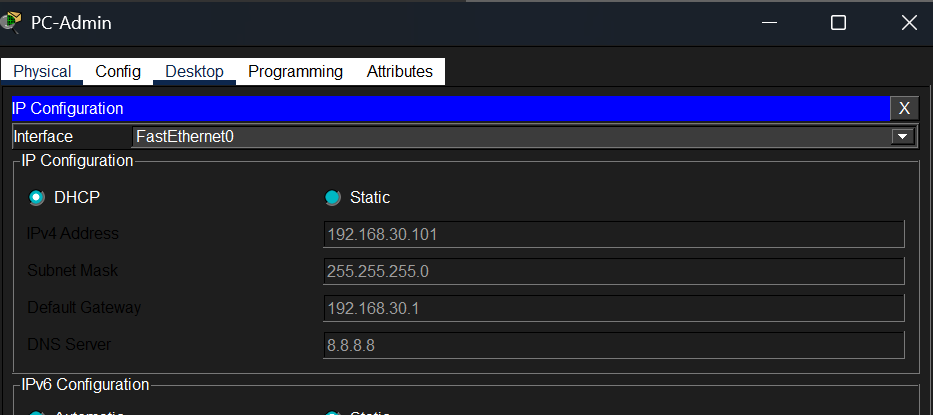 PC-Admin
Physical Config Desktop Programming Attributes
IP Configuration X
Interface FastEthernet0
IP Configuration
DHCP Static
IPv4 Address 192.168.30.101
Subnet Mask 255.255.255.0
Default Gateway 192.168.30.1
DNS Server 8.8.8.8
IPv6 Configuration
Automatic Static